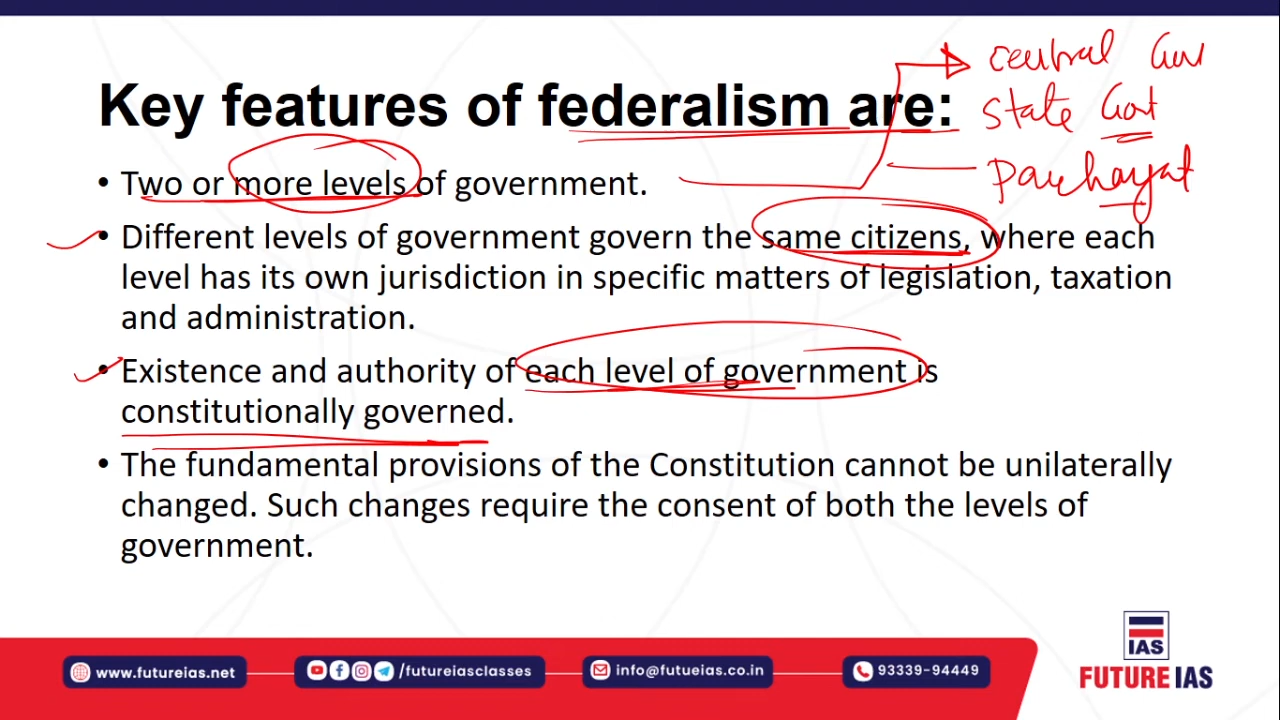 central Gov
Key features of federalism are:
state Govt
• Two or more levels of government.
Panchayat
• Different levels of government govern the same citizens, where each
level has its own jurisdiction in specific matters of legislation, taxation
and administration.
• Existence and authority of each level of government is
constitutionally governed.
• The fundamental provisions of the Constitution cannot be unilaterally
changed. Such changes require the consent of both the levels of
government.
IAS
www.futureias.net
/futureiasclasses
info@futueias.co.in
93339-94449
FUTURE IAS